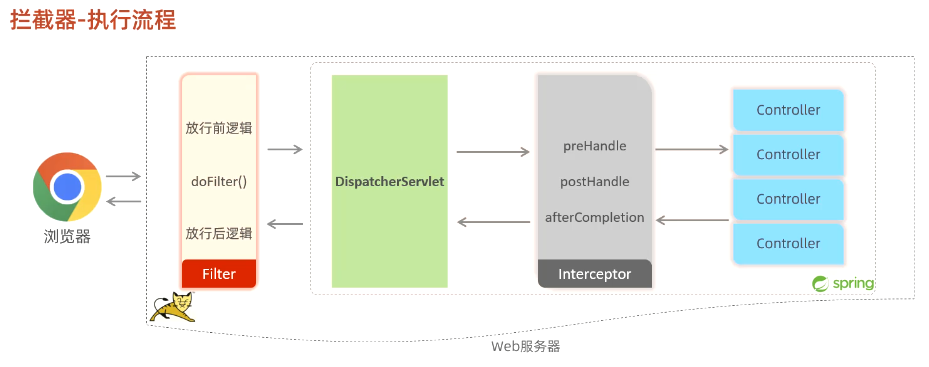 拦截器-执行流程
浏览器
放行前逻辑
doFilter()
放行后逻辑
Filter
DispatcherServlet
preHandle
postHandle
afterCompletion
Interceptor
Controller
Controller
Controller
Controller
spring
Web服务器